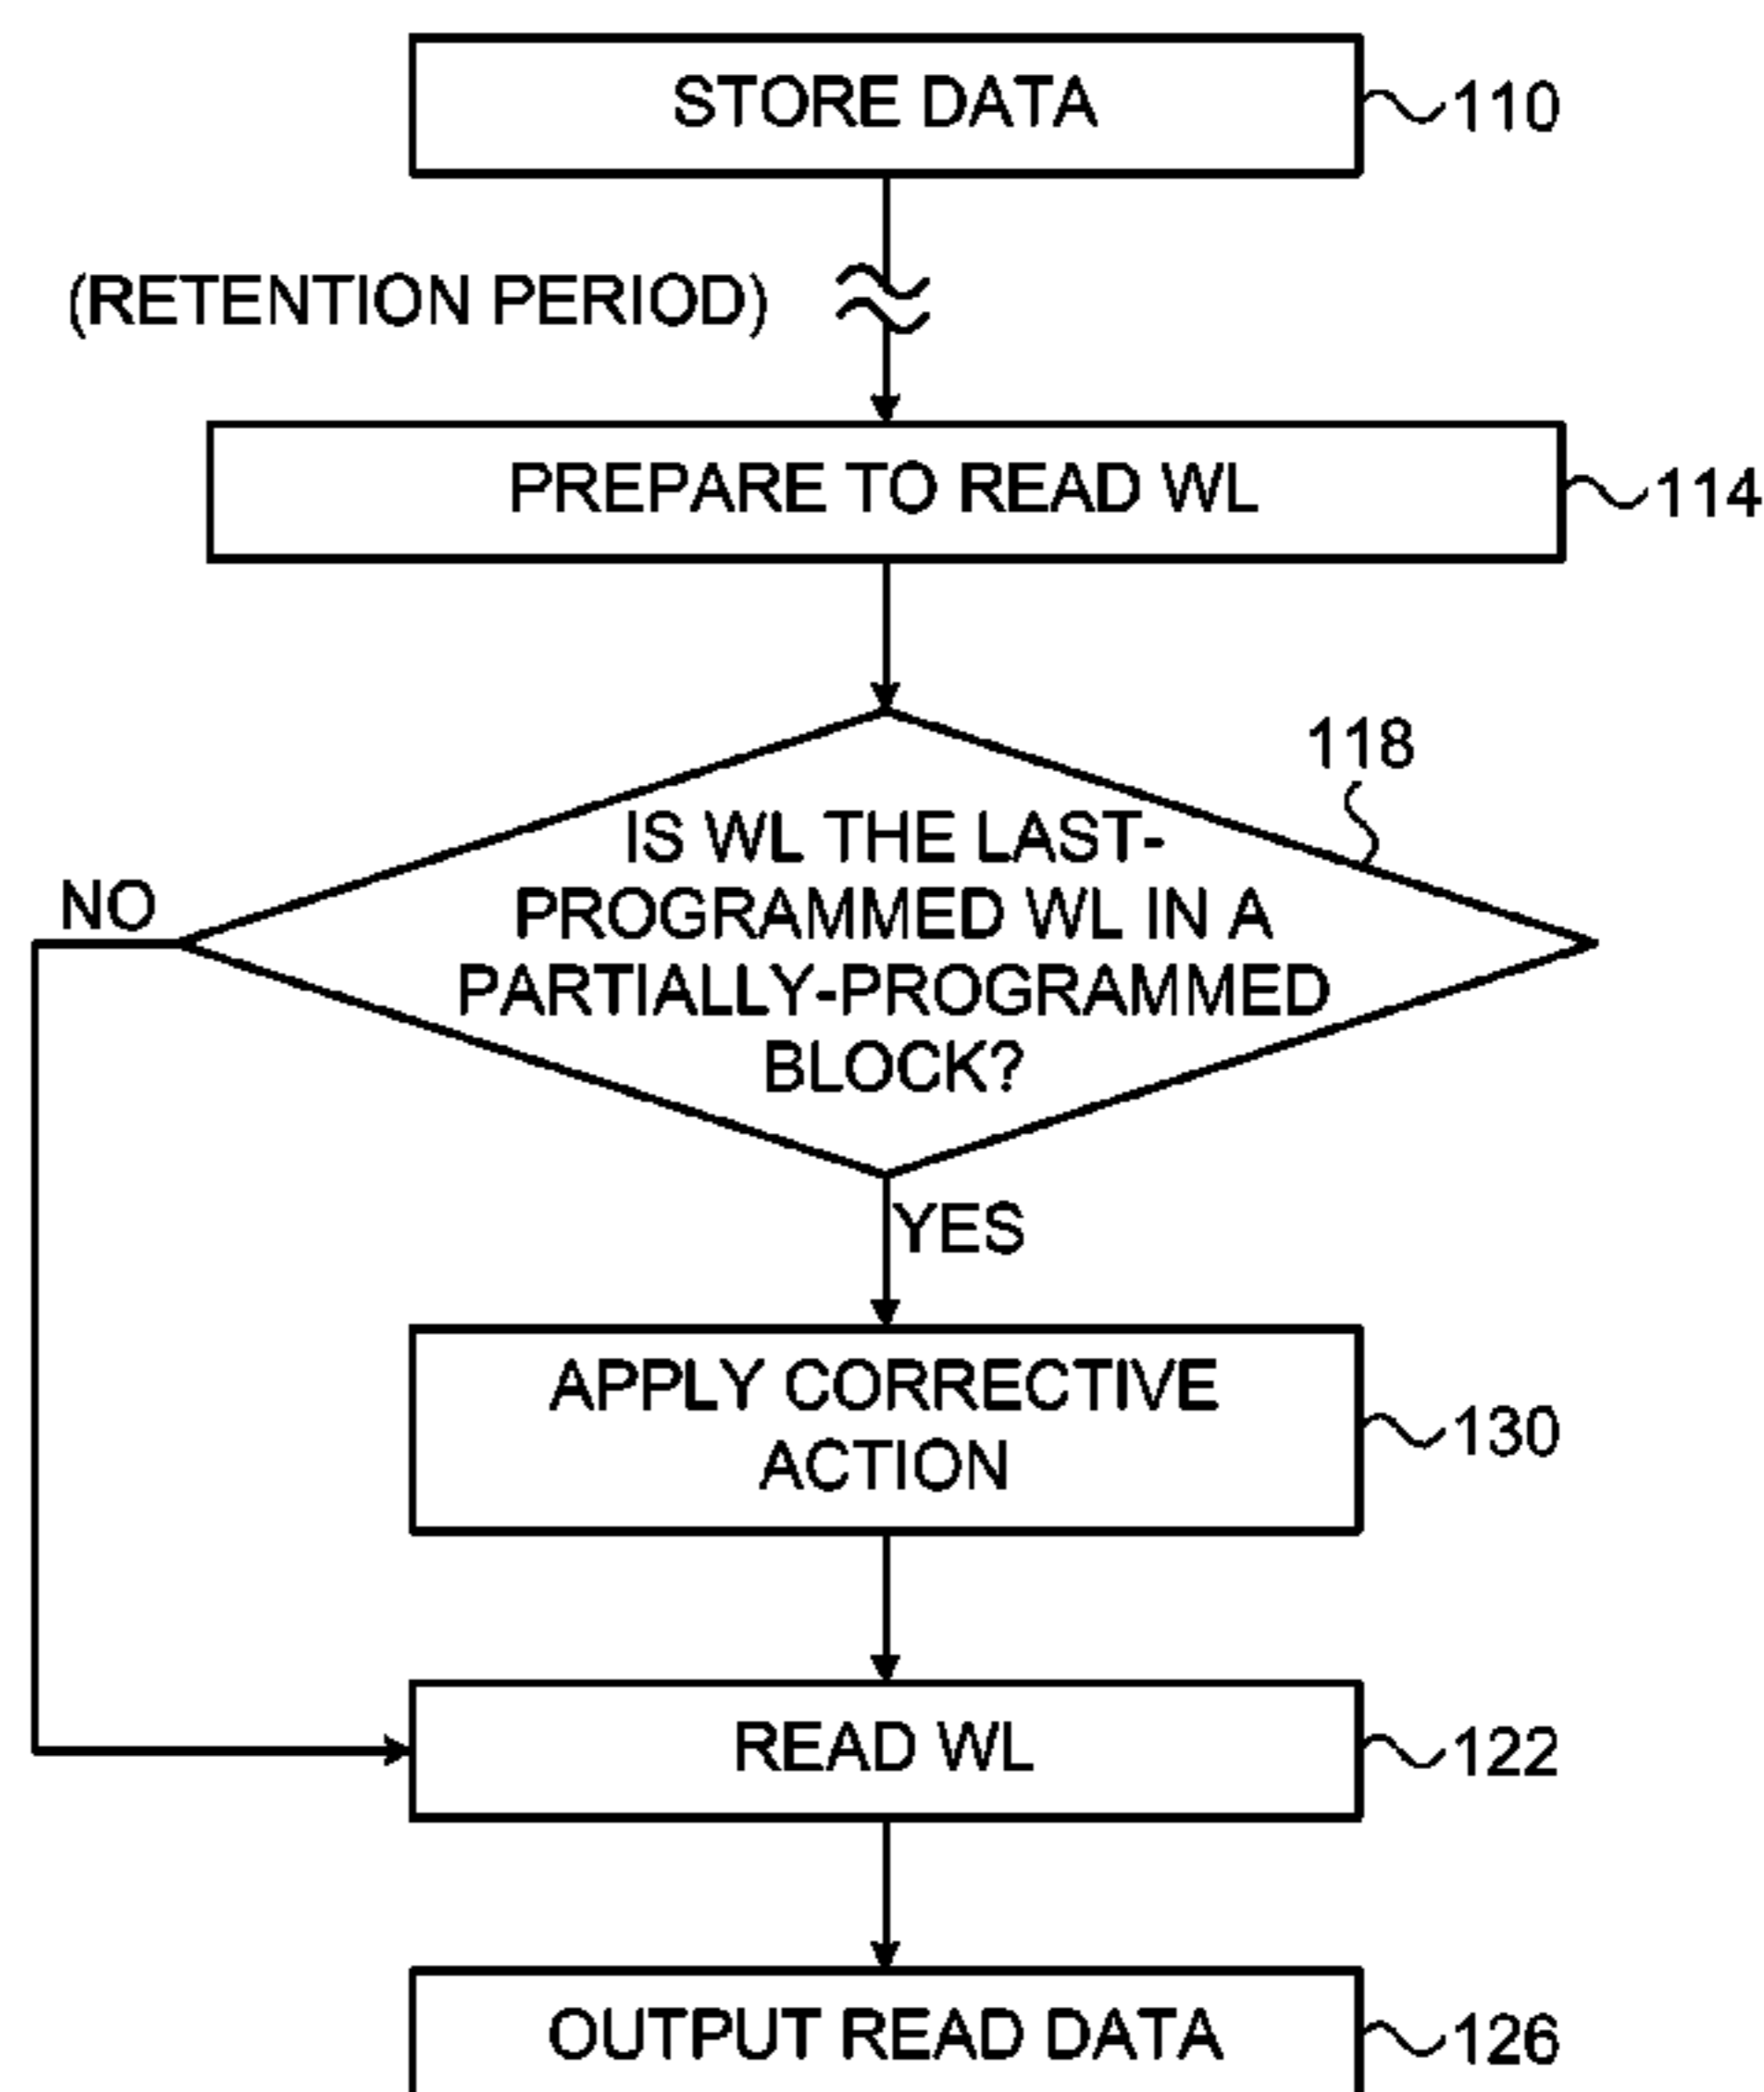 STORE DATA
110
(RETENTION PERIOD)
PREPARE TO READ WL
114
118
IS WL THE LAST-
PROGRAMMED WL IN A
PARTIALLY-PROGRAMMED
BLOCK?
NO
YES
APPLY CORRECTIVE
ACTION
130
READ WL
122
OUTPUT READ DATA
126